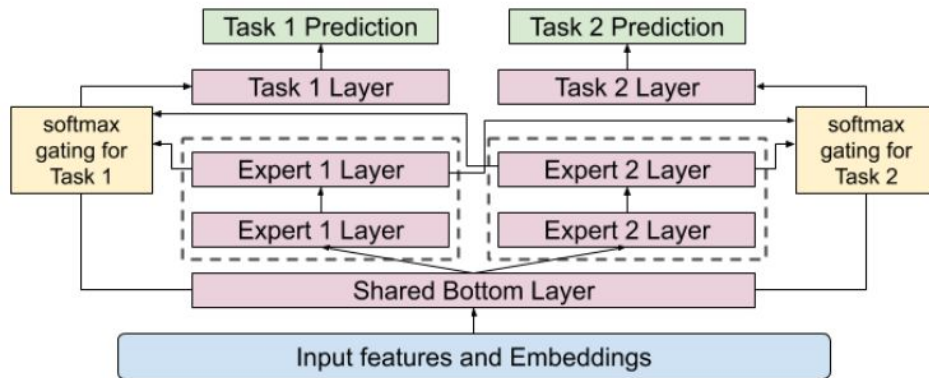 Task 1 Prediction
Task 2 Prediction
Task 1 Layer
Task 2 Layer
softmax
gating for
Task 1
softmax
gating for
Task 2
Expert 1 Layer
Expert 2 Layer
Expert 1 Layer
Expert 2 Layer
Shared Bottom Layer
Input features and Embeddings